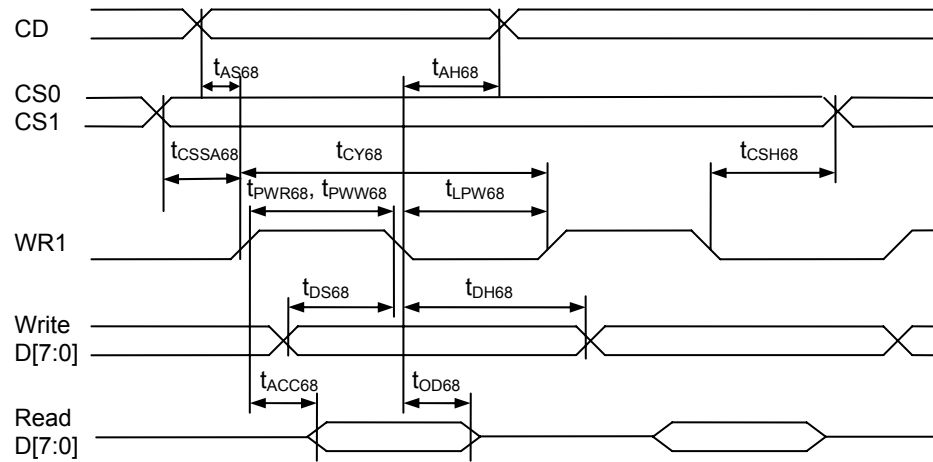 CD
tAS68
tAH68
CS0
CS1
tCSSA68
tCY68
tCSH68
tPWR68, tPWW68
tLPW68
WR1
tDS68
tDH68
Write
D[7:0]
tACC68
tOD68
Read
D[7:0]